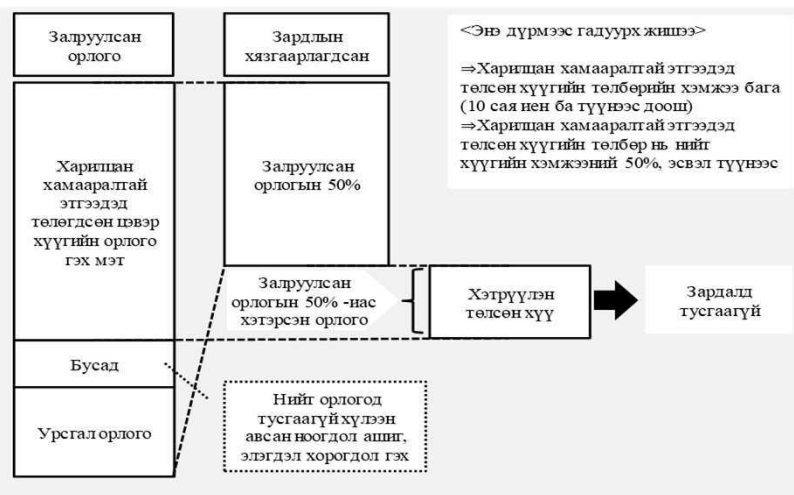 Залруулсан
орлого
Зардлын
хязгаарлагдсан
<Энэ дүрмээс гадуурх жишээ>
⇒Харилцан хамааралтай этгээдэд
төлсөн хүүгийн төлбөрийн хэмжээ бага
(10 сая иен ба түүнээс доош)
⇒Харилцан хамааралтай этгээдэд
төлсөн хүүгийн төлбөр нь нийт
хүүгийн хэмжээний 50%, эсвэл түүнээс
Харилцан
хамааралтай
этгээдэд
төлөгдсөн цэвэр
хүүгийн орлого
гэх мэт
Залруулсан
орлогын 50%
Залруулсан
орлогын 50% -иас
хэтэрсэн орлого
Хэтрүүлэн
төлсөн хүү
Зардалд
тусгаагүй
Бусад
Урсгал орлого
Нийт орлогод
тусгаагүй хүлээн
авсан ноогдол ашиг,
элэгдэл хорогдол гэх